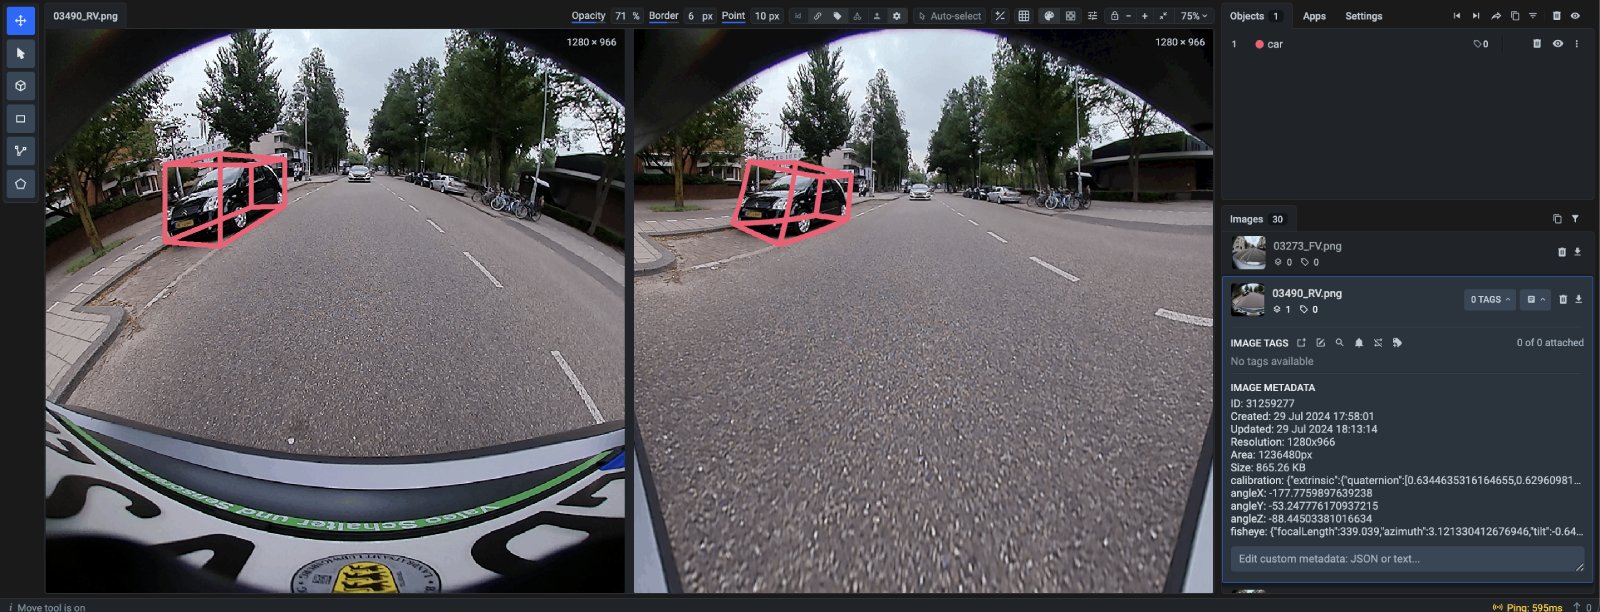 03490_RV.png
Opacity 71 % Border 6 px Point 10 px
Auto-select
75%
1280 × 966
1280 × 966
Valeo Schalter und
Objects 1 Apps Settings
1 car 0
Images 30
03273_FV.png
0 0
03490_RV.png
1 0
0 TAGS
IMAGE TAGS
0 of 0 attached
No tags available
IMAGE METADATA
ID: 31259277
Created: 29 Jul 2024 17:58:01
Updated: 29 Jul 2024 18:13:14
Resolution: 1280x966
Area: 1236480px
Size: 865.26 KB
calibration: {"extrinsic":{"quaternion":[0.6344635316164655,0.62960981...
angleX: -177.7759897639238
angleY: -53.247776170937215
angleZ: -88.44503381016634
fisheye: {"focalLength":339.039,"azimuth":3.121330412676946,"tilt":-0.64...
Edit custom metadata: JSON or text...
Move tool is on
Ping: 595ms
0